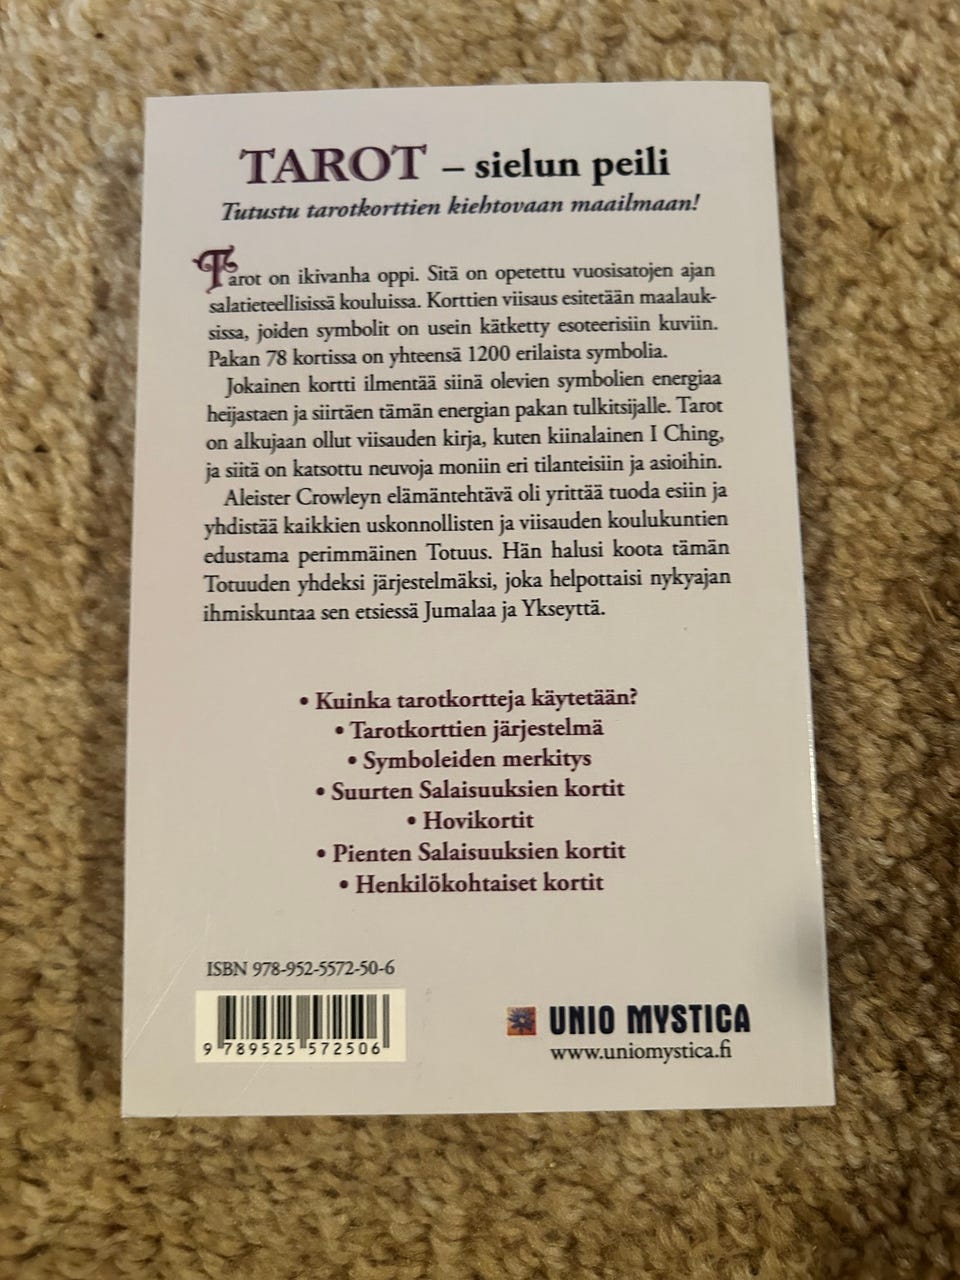 TAROT – sielun peili
Tutustu tarotkorttien kiehtovaan maailmaan!
Tarot on ikivanha oppi. Sitä on opetettu vuosisatojen ajan
salatieteellisissä kouluissa. Korttien viisaus esitetään maalauk-
sissa, joiden symbolit on usein kätketty esoteerisiin kuviin.
Pakan 78 kortissa on yhteensä 1200 erilaista symbolia.
Jokainen kortti ilmentää siinä olevien symbolien energiaa
heijastaen ja siirtäen tämän energian pakan tulkitsijalle. Tarot
on alkujaan ollut viisauden kirja, kuten kiinalainen I Ching,
ja siitä on katsottu neuvoja moniin eri tilanteisiin ja asioihin.
Aleister Crowleyn elämäntehtävä oli yrittää tuoda esiin ja
yhdistää kaikkien uskonnollisten ja viisauden koulukuntien
edustama perimmäinen Totuus. Hän halusi koota tämän
Totuuden yhdeksi järjestelmäksi, joka helpottaisi nykyajan
ihmiskuntaa sen etsiessä Jumalaa ja Ykseyttä.
• Kuinka tarotkortteja käytetään?
• Tarotkorttien järjestelmä
• Symboleiden merkitys
• Suurten Salaisuuksien kortit
• Hovikortit
• Pienten Salaisuuksien kortit
• Henkilökohtaiset kortit
ISBN 978-952-5572-50-6
9 789525 572506
UNIO MYSTICA
www.uniomystica.fi